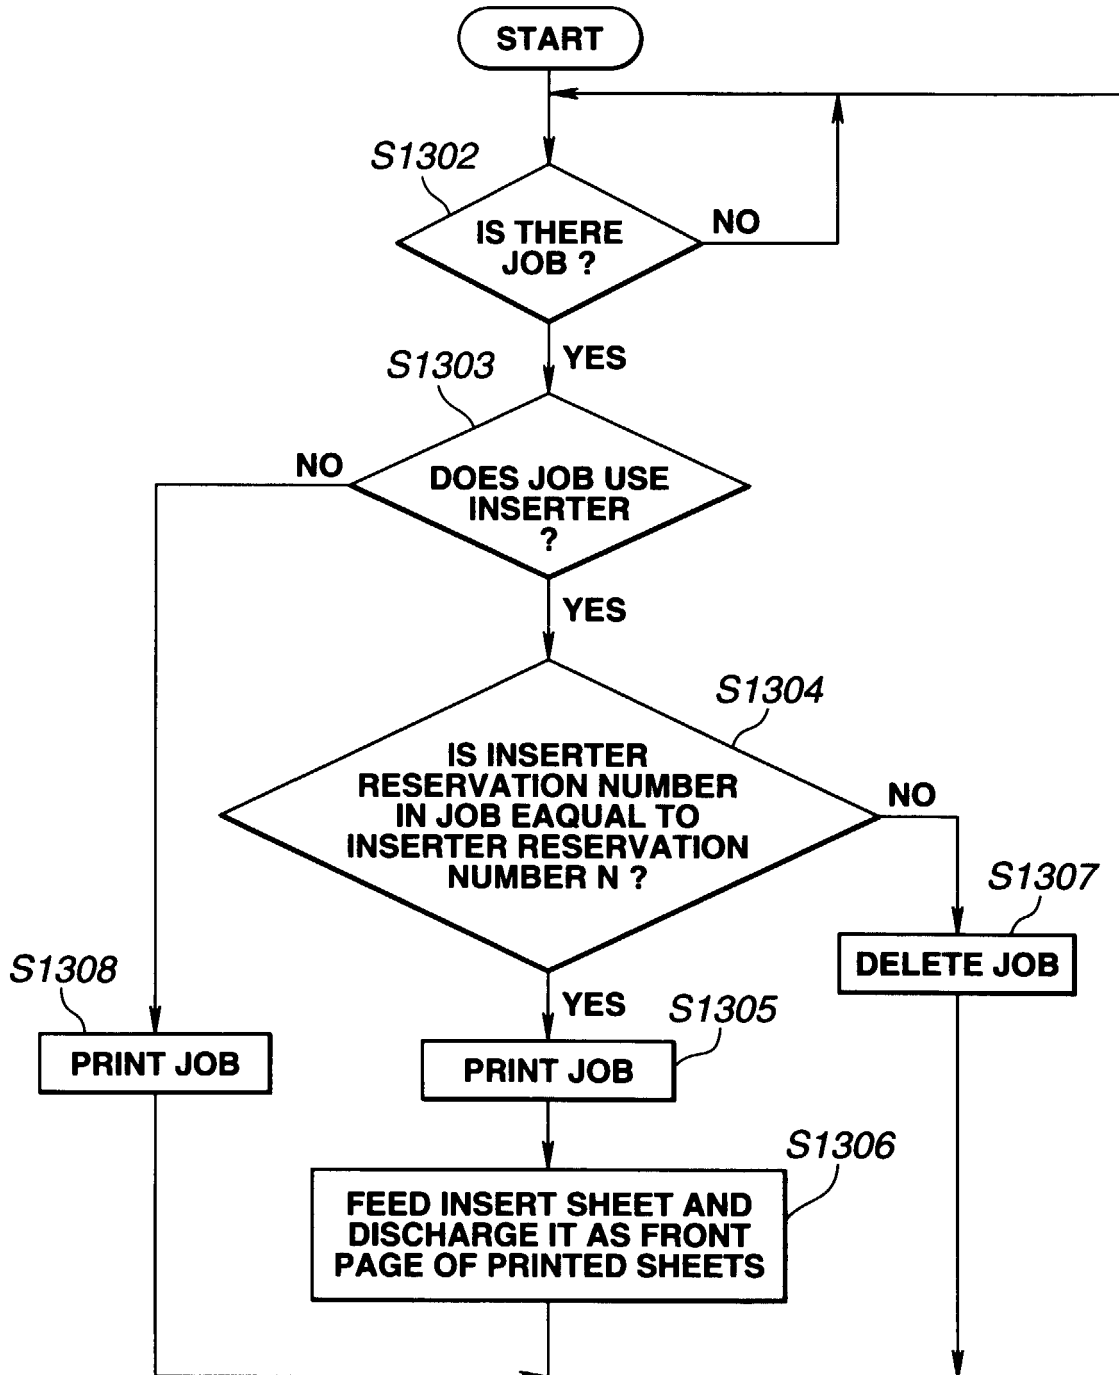 START
S1302
IS THERE
JOB ?
NO
YES
S1303
NO
DOES JOB USE
INSERTER
?
YES
S1304
IS INSERTER
RESERVATION NUMBER
IN JOB EAQUAL TO
INSERTER RESERVATION
NUMBER N ?
NO
S1307
DELETE JOB
S1308
PRINT JOB
YES
S1305
PRINT JOB
S1306
FEED INSERT SHEET AND
DISCHARGE IT AS FRONT
PAGE OF PRINTED SHEETS